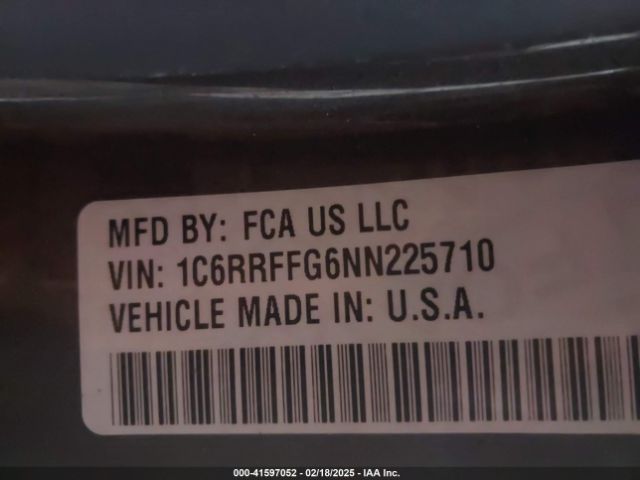 MFD BY: FCA US LLC
VIN: 1C6RRFFG6NN225710
VEHICLE MADE IN: U.S.A.
000-41597052 - 02/18/2025 - IAA Inc.